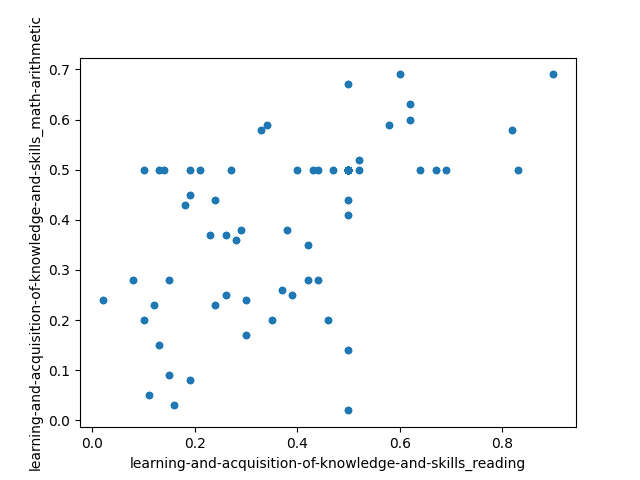 learning-and-acquisition-of-knowledge-and-skills_math-arithmetic
0.7
0.6
0.5
0.4
0.3
0.2
0.1
0.0
0.0 0.2 0.4 0.6 0.8
learning-and-acquisition-of-knowledge-and-skills_reading